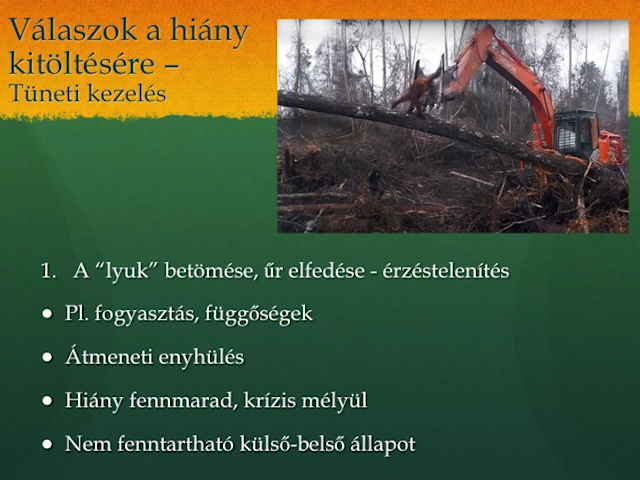 Válaszok a hiány
kitöltésére –
Tüneti kezelés
1. A “lyuk” betömése, űr elfedése - érzéstelenítés
● Pl. fogyasztás, függőségek
● Átmeneti enyhülés
● Hiány fennmarad, krízis mélyül
● Nem fenntartható külső-belső állapot